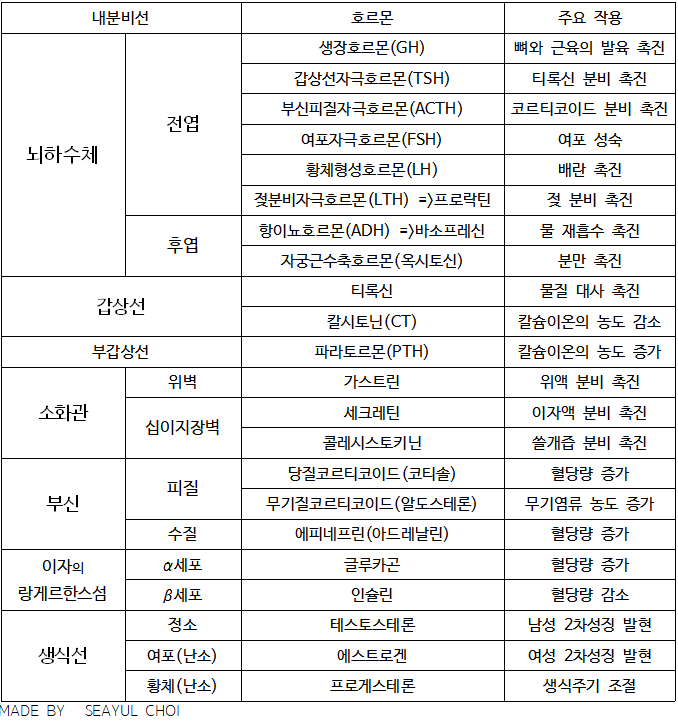 내분비선 호르몬 주요 작용
뇌하수체 전엽 생장호르몬(GH) 뼈와 근육의 발육 촉진
갑상선자극호르몬(TSH) 티록신 분비 촉진
부신피질자극호르몬(ACTH) 코르티코이드 분비 촉진
여포자극호르몬(FSH) 여포 성숙
황체형성호르몬(LH) 배란 촉진
젖분비자극호르몬(LTH) =>프로락틴 젖 분비 촉진
후엽 항이뇨호르몬(ADH) =>바소프레신 물 재흡수 촉진
자궁근수축호르몬(옥시토신) 분만 촉진
갑상선 티록신 물질 대사 촉진
칼시토닌(CT) 칼슘이온의 농도 감소
부갑상선 파라토르몬(PTH) 칼슘이온의 농도 증가
소화관 위벽 가스트린 위액 분비 촉진
십이지장벽 세크레틴 이자액 분비 촉진
콜레시스토키닌 쓸개즙 분비 촉진
부신 피질 당질코르티코이드(코티솔) 혈당량 증가
무기질코르티코이드(알도스테론) 무기염류 농도 증가
수질 에피네프린(아드레날린) 혈당량 증가
이자의 랑게르한스섬 α세포 글루카곤 혈당량 증가
β세포 인슐린 혈당량 감소
생식선 정소 테스토스테론 남성 2차성징 발현
여포(난소) 에스트로겐 여성 2차성징 발현
황체(난소) 프로게스테론 생식주기 조절
MADE BY SEAYUL CHOI